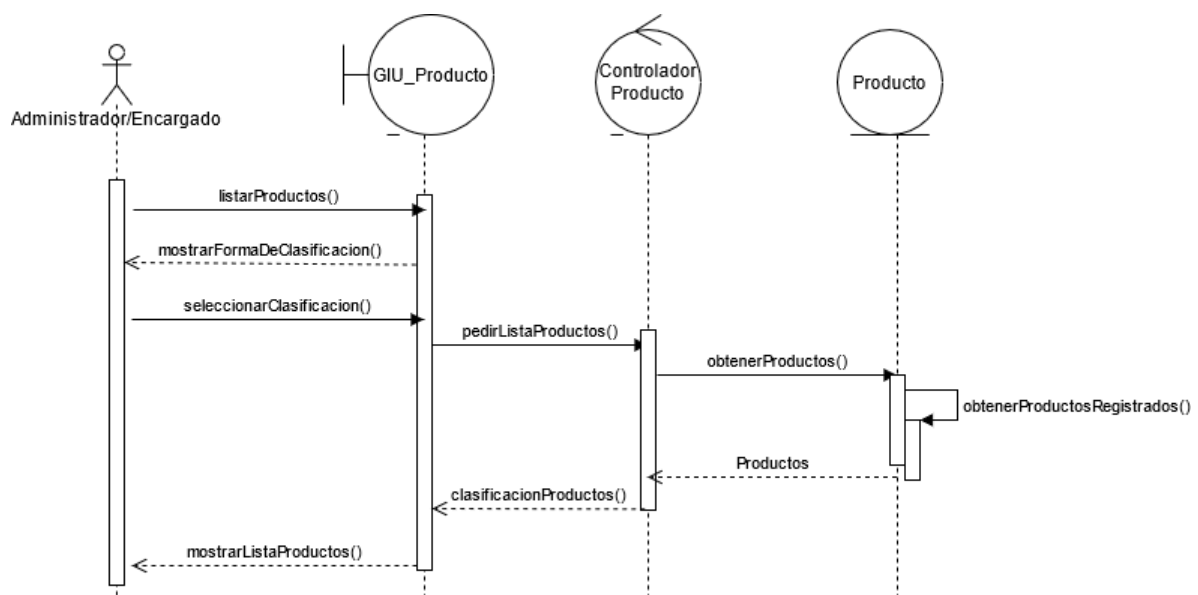 GIU_Producto
Controlador
Producto
Producto
Administrador/Encargado
listarProductos()
mostrarFormaDeClasificacion()
seleccionarClasificacion()
pedirListaProductos()
obtenerProductos()
obtenerProductosRegistrados()
Productos
clasificacionProductos()
mostrarListaProductos()